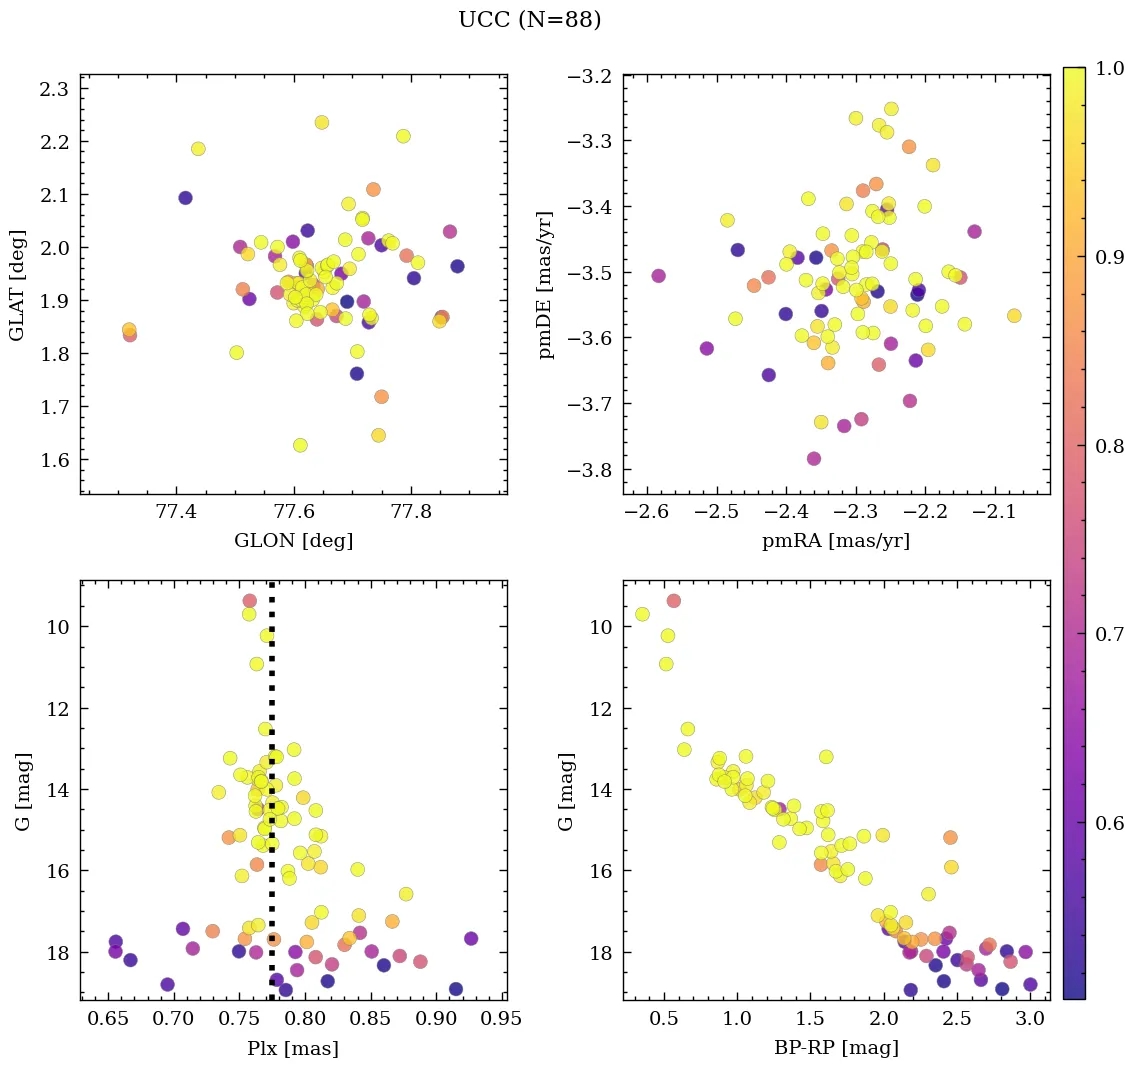 UCC (N=88)
2.3
2.2
2.1
2.0
1.9
1.8
1.7
1.6
GLAT [deg]
77.4 77.6 77.8
GLON [deg]
−3.2
−3.3
−3.4
−3.5
−3.6
−3.7
−3.8
pmDE [mas/yr]
−2.6 −2.5 −2.4 −2.3 −2.2 −2.1
pmRA [mas/yr]
10
12
14
16
18
G [mag]
0.65 0.70 0.75 0.80 0.85 0.90 0.95
Plx [mas]
10
12
14
16
18
G [mag]
0.5 1.0 1.5 2.0 2.5 3.0
BP-RP [mag]
1.0
0.9
0.8
0.7
0.6